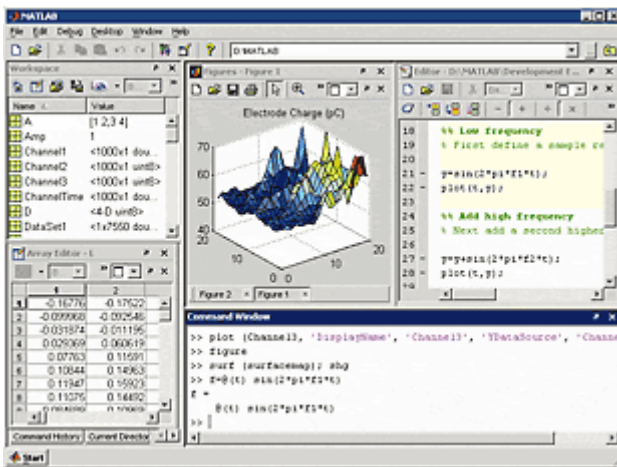 MATLAB
File Edit Debug Desktop Window Help
D:\MATLAB
Workspace
Name Value
A [1 2,3 4]
Amp 1
Channel1 <1000x1 dou...
Channel2 <1000x1 uint8>
Channel3 <1000x1 uint8>
ChannelTime <1000x1 dou...
D <4-D uint8>
DataSet1 <1x7550 dou...
Array Editor - L
1 2
1 -0.16776 -0.17522
2 -0.099968 -0.092546
3 -0.031874 -0.011195
4 0.029369 0.060619
5 0.07763 0.11591
6 0.10844 0.14963
7 0.11947 0.15923
8 0.11075 0.14492
Command History Current Director
Start
Figures - Figure 1
Electrode Charge (pC)
70
60
50
40
20
10
0 0
10
20
Figure 2 Figure 1
Editor - D:\MATLAB\Development E...
18 %% Low frequency
19 % First define a sample
20
21 - y=sin(2*pi*f1*t);
22 - plot(t,y);
23
24 %% Add high frequency
25 % Next add a second higher
26
27 - y=y+sin(2*pi*f2*t);
28 - plot(t,y);
Command Window
>> plot (Channel3, 'DisplayName', 'Channel3', 'YDataSource', 'Channe
>> figure
>> surf (surfacemap); shg
>> f=@(t) sin(2*pi*f1*t)
f =
@(t) sin(2*pi*f1*t)
>>